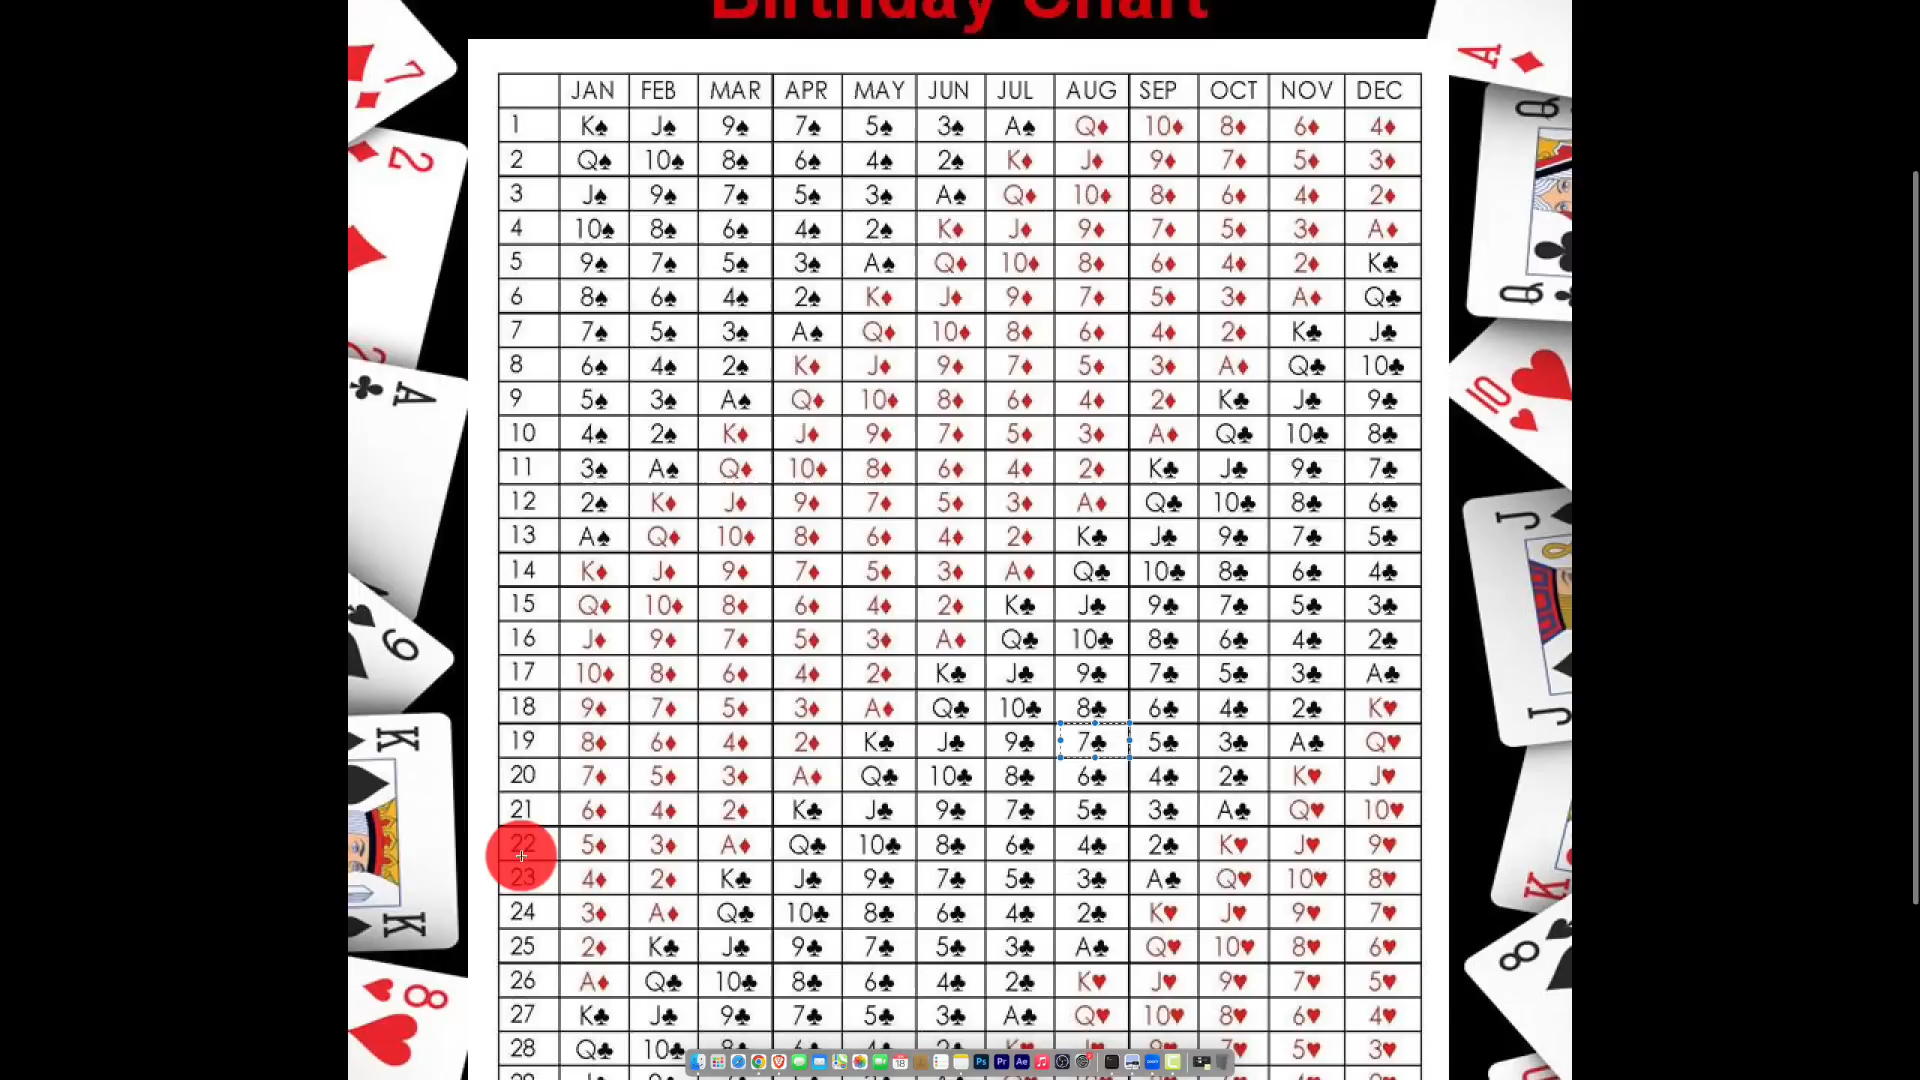 Birthday Chart
JAN FEB MAR APR MAY JUN JUL AUG SEP OCT NOV DEC
1 K♠ J♠ 9♠ 7♠ 5♠ 3♠ A♠ Q♦ 10♦ 8♦ 6♦ 4♦
2 Q♠ 10♠ 8♠ 6♠ 4♠ 2♠ K♦ J♦ 9♦ 7♦ 5♦ 3♦
3 J♠ 9♠ 7♠ 5♠ 3♠ A♠ Q♦ 10♦ 8♦ 6♦ 4♦ 2♦
4 10♠ 8♠ 6♠ 4♠ 2♠ K♦ J♦ 9♦ 7♦ 5♦ 3♦ A♦
5 9♠ 7♠ 5♠ 3♠ A♠ Q♦ 10♦ 8♦ 6♦ 4♦ 2♦ K♣
6 8♠ 6♠ 4♠ 2♠ K♦ J♦ 9♦ 7♦ 5♦ 3♦ A♦ Q♣
7 7♠ 5♠ 3♠ A♠ Q♦ 10♦ 8♦ 6♦ 4♦ 2♦ K♣ J♣
8 6♠ 4♠ 2♠ K♦ J♦ 9♦ 7♦ 5♦ 3♦ A♦ Q♣ 10♣
9 5♠ 3♠ A♠ Q♦ 10♦ 8♦ 6♦ 4♦ 2♦ K♣ J♣ 9♣
10 4♠ 2♠ K♦ J♦ 9♦ 7♦ 5♦ 3♦ A♦ Q♣ 10♣ 8♣
11 3♠ A♠ Q♦ 10♦ 8♦ 6♦ 4♦ 2♦ K♣ J♣ 9♣ 7♣
12 2♠ K♦ J♦ 9♦ 7♦ 5♦ 3♦ A♦ Q♣ 10♣ 8♣ 6♣
13 A♠ Q♦ 10♦ 8♦ 6♦ 4♦ 2♦ K♣ J♣ 9♣ 7♣ 5♣
14 K♦ J♦ 9♦ 7♦ 5♦ 3♦ A♦ Q♣ 10♣ 8♣ 6♣ 4♣
15 Q♦ 10♦ 8♦ 6♦ 4♦ 2♦ K♣ J♣ 9♣ 7♣ 5♣ 3♣
16 J♦ 9♦ 7♦ 5♦ 3♦ A♦ Q♣ 10♣ 8♣ 6♣ 4♣ 2♣
17 10♦ 8♦ 6♦ 4♦ 2♦ K♣ J♣ 9♣ 7♣ 5♣ 3♣ A♣
18 9♦ 7♦ 5♦ 3♦ A♦ Q♣ 10♣ 8♣ 6♣ 4♣ 2♣ K♥
19 8♦ 6♦ 4♦ 2♦ K♣ J♣ 9♣ 7♣ 5♣ 3♣ A♣ Q♥
20 7♦ 5♦ 3♦ A♦ Q♣ 10♣ 8♣ 6♣ 4♣ 2♣ K♥ J♥
21 6♦ 4♦ 2♦ K♣ J♣ 9♣ 7♣ 5♣ 3♣ A♣ Q♥ 10♥
22 5♦ 3♦ A♦ Q♣ 10♣ 8♣ 6♣ 4♣ 2♣ K♥ J♥ 9♥
23 4♦ 2♦ K♣ J♣ 9♣ 7♣ 5♣ 3♣ A♣ Q♥ 10♥ 8♥
24 3♦ A♦ Q♣ 10♣ 8♣ 6♣ 4♣ 2♣ K♥ J♥ 9♥ 7♥
25 2♦ K♣ J♣ 9♣ 7♣ 5♣ 3♣ A♣ Q♥ 10♥ 8♥ 6♥
26 A♦ Q♣ 10♣ 8♣ 6♣ 4♣ 2♣ K♥ J♥ 9♥ 7♥ 5♥
27 K♣ J♣ 9♣ 7♣ 5♣ 3♣ A♣ Q♥ 10♥ 8♥ 6♥ 4♥
28 Q♣ 10♣ 5♥ 3♥